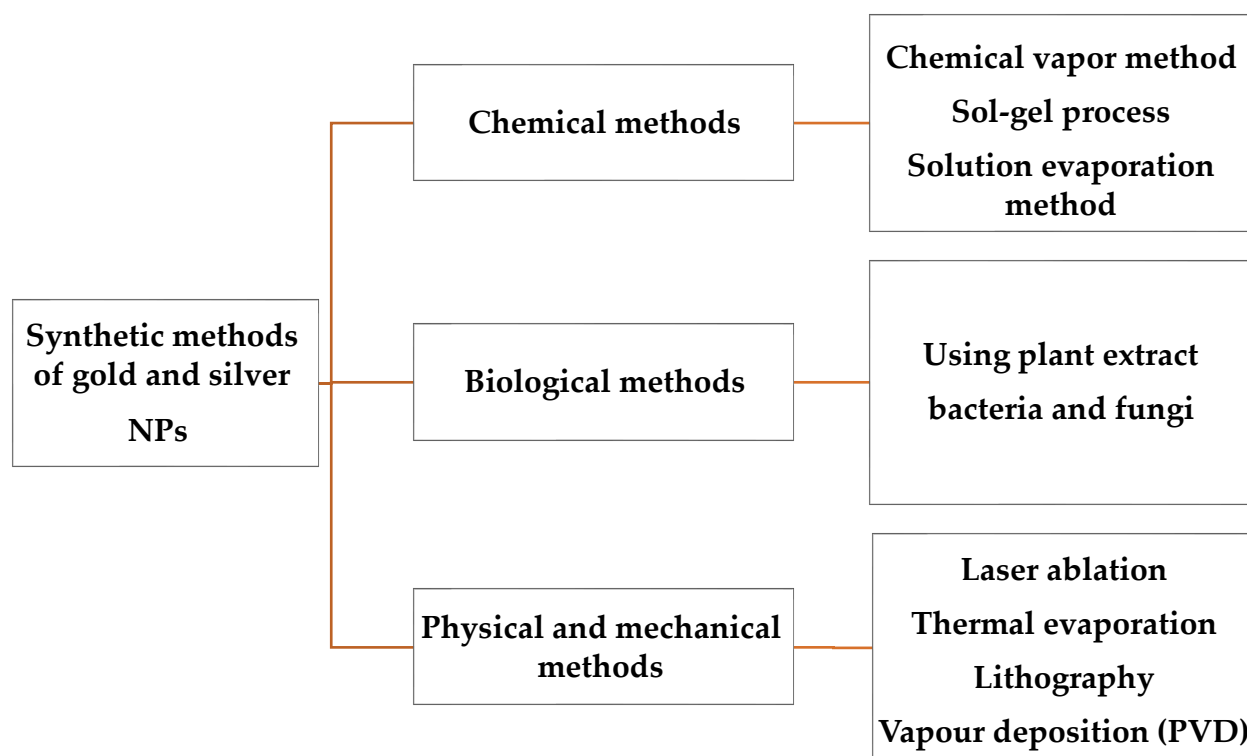 Synthetic methods
of gold and silver
NPs
Chemical methods
Chemical vapor method
Sol-gel process
Solution evaporation
method
Biological methods
Using plant extract
bacteria and fungi
Physical and mechanical
methods
Laser ablation
Thermal evaporation
Lithography
Vapour deposition (PVD)